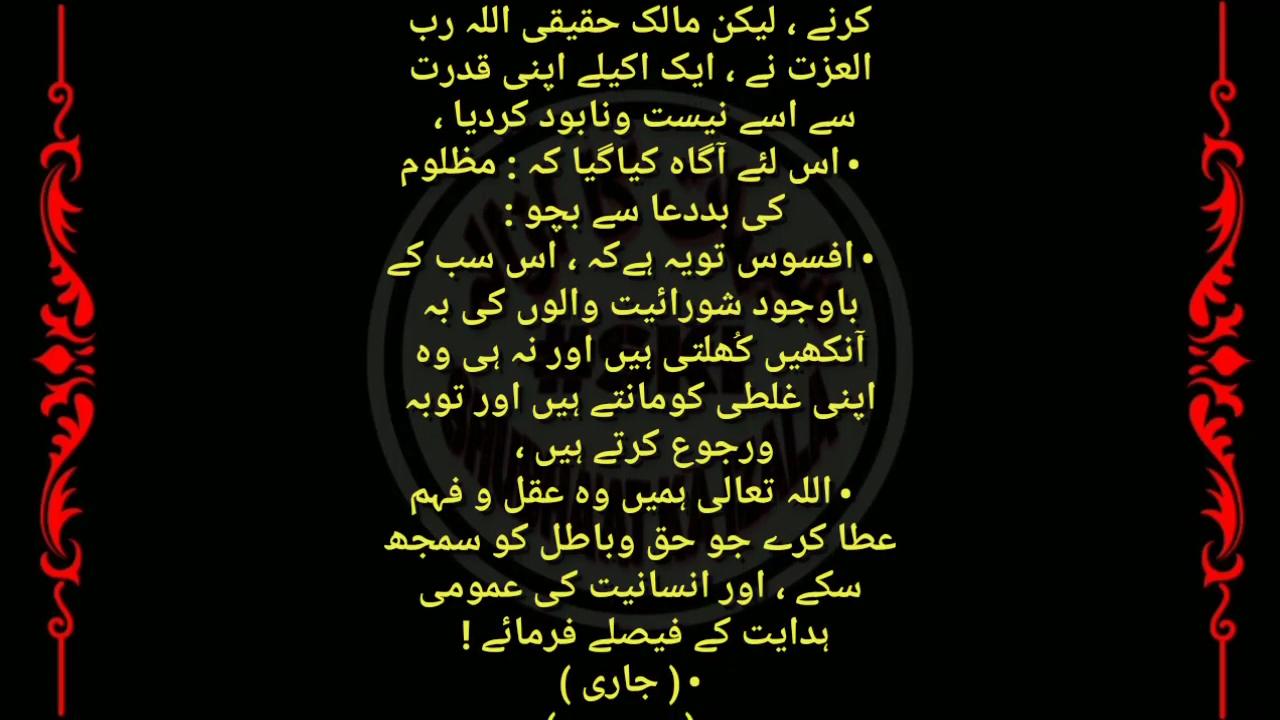 کرنے ، لیکن مالک حقیقی اللہ رب
العزت نے ، ایک اکیلے اپنی قدرت
سے اسے نیست ونابود کردیا ،
• اس لئے آگاہ کیاگیا کہ : مظلوم
کی بددعا سے بچو :
• افسوس تویہ ہےکہ ، اس سب کے
باوجود شورائیت والوں کی بہ
آنکھیں کُھلتی ہیں اور نہ ہی وہ
اپنی غلطی کومانتے ہیں اور توبہ
ورجوع کرتے ہیں ،
• اللہ تعالی ہمیں وہ عقل و فہم
عطا کرے جو حق وباطل کو سمجھ
سکے ، اور انسانیت کی عمومی
ہدایت کے فیصلے فرمائے !
• ( جاری )